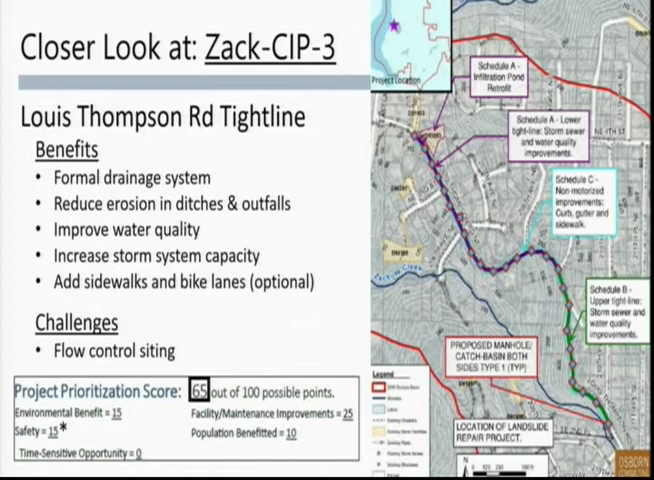 Closer Look at: Zack-CIP-3
Louis Thompson Rd Tightline
Benefits
• Formal drainage system
• Reduce erosion in ditches & outfalls
• Improve water quality
• Increase storm system capacity
• Add sidewalks and bike lanes (optional)
Challenges
• Flow control siting
Project Prioritization Score: 65 out of 100 possible points.
Environmental Benefit = 15
Facility/Maintenance Improvements = 25
Safety = 15*
Population Benefitted = 10
Time-Sensitive Opportunity = 0
Project Location
Schedule A -
Infiltration Pond
Retrofit
Schedule A - Lower
tight-line: Storm sewer
and water quality
improvements.
NE 4TH ST
Schedule C -
Non-motorized
improvements:
Curb, gutter and
sidewalk.
Schedule B -
Upper tight-line:
Storm sewer and
water quality
improvements.
PROPOSED MANHOLE/
CATCH-BASIN BOTH
SIDES TYPE 1 (TYP)
LOCATION OF LANDSLIDE
REPAIR PROJECT.
Legend
N
OSBORN
CONSULTING